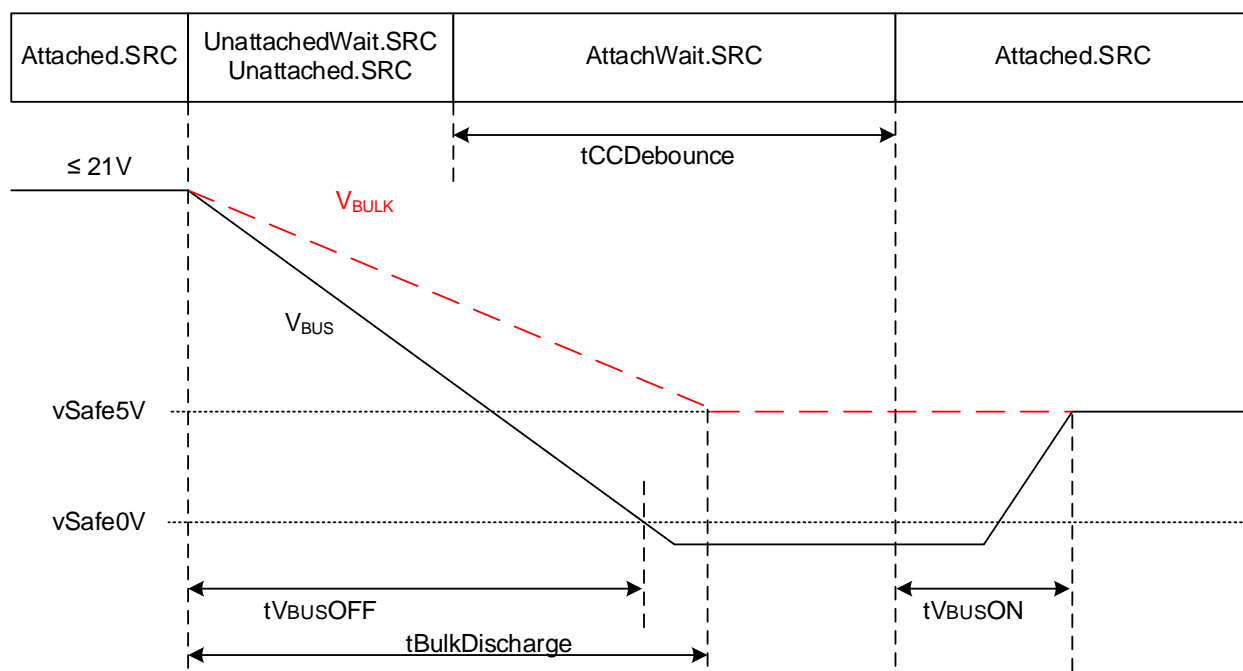 Attached.SRC
UnattachedWait.SRC
Unattached.SRC
AttachWait.SRC
Attached.SRC
tCCDebounce
≤ 21V
VBULK
VBUS
vSafe5V
vSafe0V
tVBUSOFF
tVBUSON
tBulkDischarge